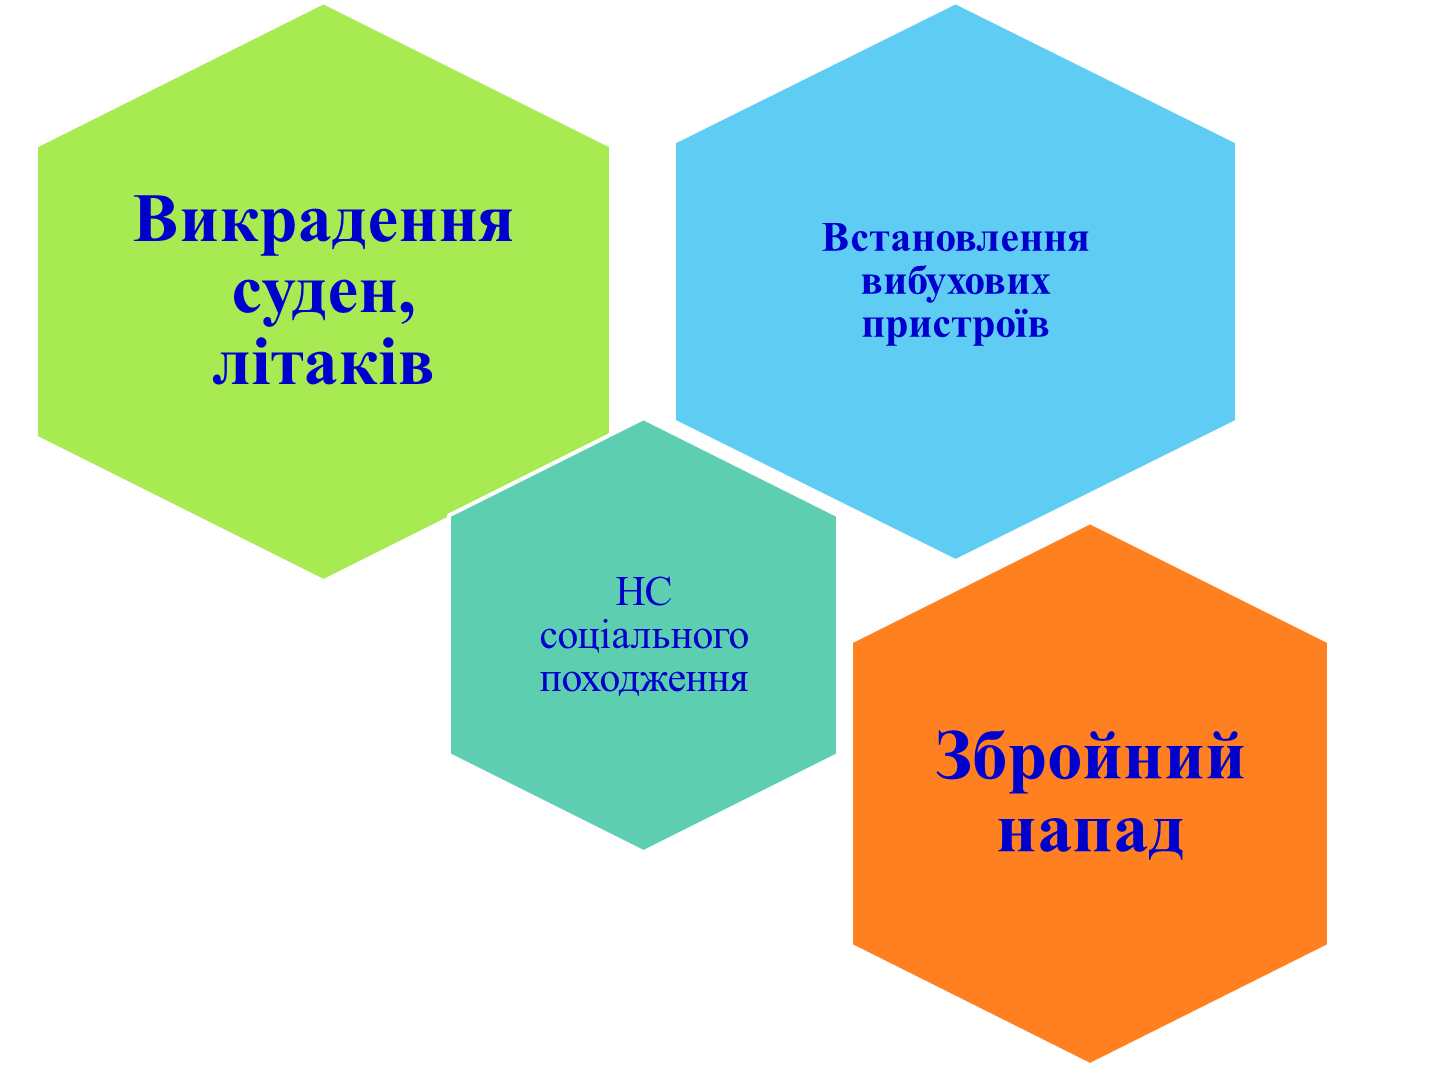 Викрадення
суден,
літаків
Встановлення
вибухових
пристроїв
НС
соціального
походження
Збройний
напад